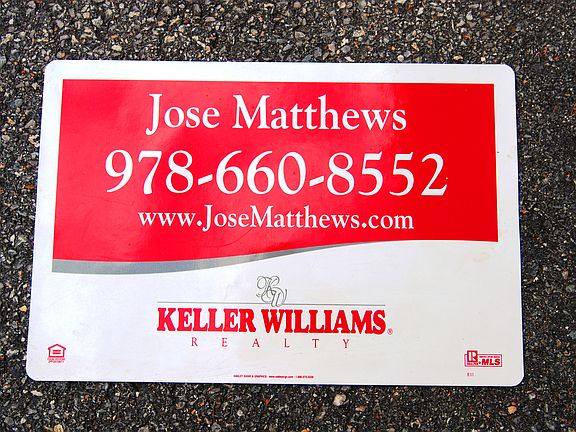 Jose Matthews
978-660-8552
www.JoseMatthews.com
KW
KELLER WILLIAMS®
REALTY
R
-MLS